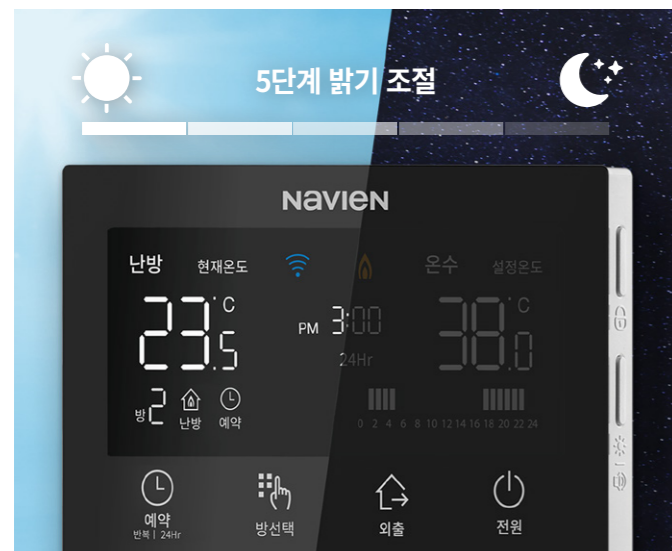 5단계 밝기 조절
NAVIEN
난방 현재온도 온수 설정온도
23.5 °C PM 3:00 38.0 °C
24Hr
방 2 난방 예약
0 2 4 6 8 10 12 14 16 18 20 22 24
예약 방선택 외출 전원
반복 | 24Hr